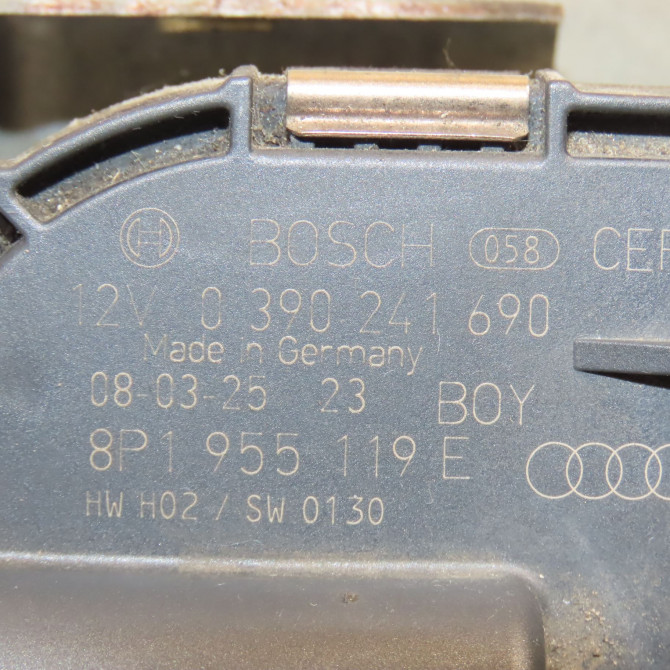 BOSCH 058
12V 0 390 241 690
Made in Germany
08-03-25 23 BOY
8P1 955 119 E
HW H02 / SW 0130